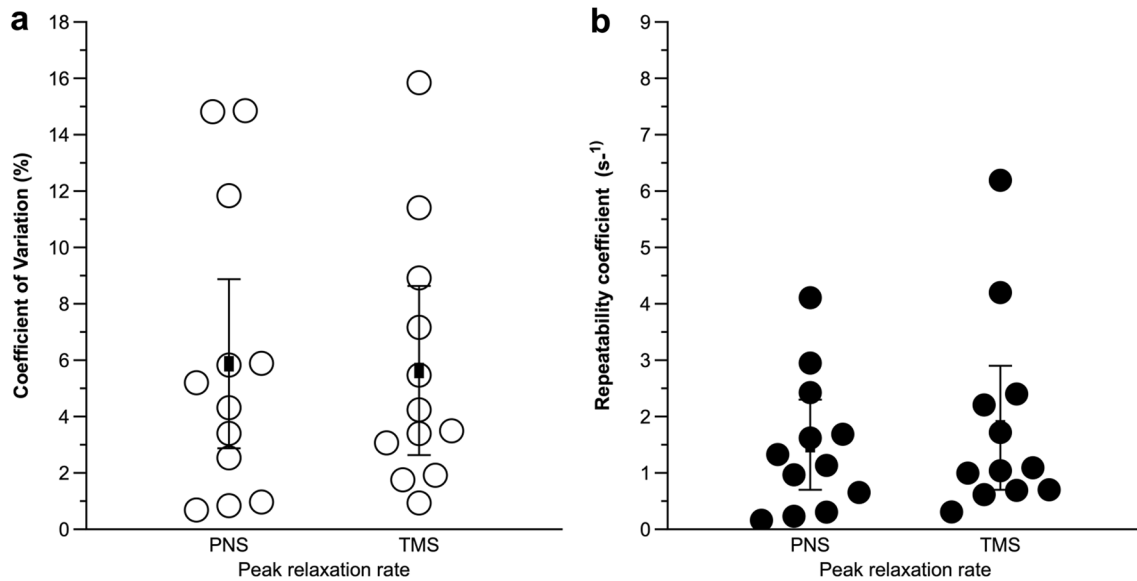 a
18
16
14
12
10
8
6
4
2
0
Coefficient of Variation (%)
PNS TMS
Peak relaxation rate
b
9
8
7
6
5
4
3
2
1
0
Repeatability coefficient (s-¹⁾
PNS TMS
Peak relaxation rate